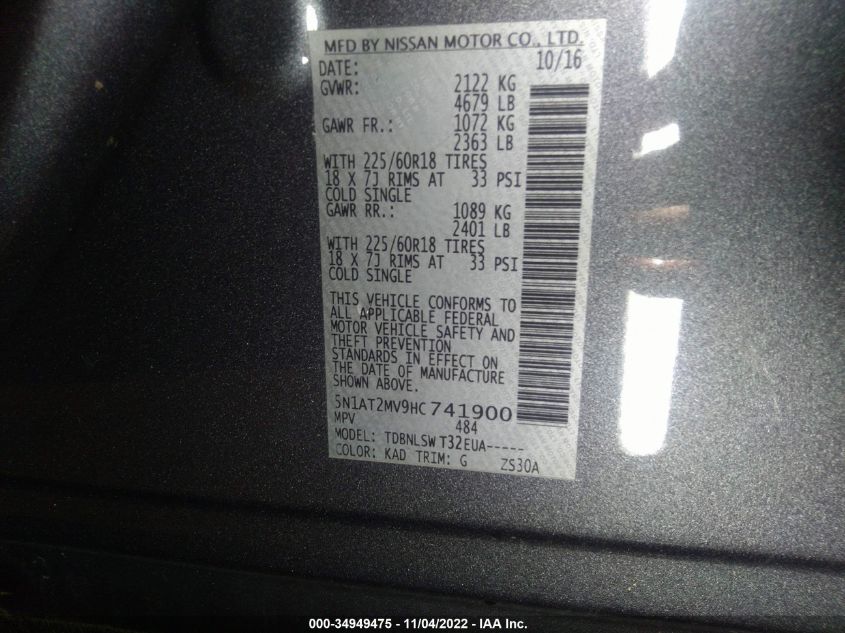 MFD BY NISSAN MOTOR CO., LTD.
DATE: 10/16
GVWR: 2122 KG
4679 LB
GAWR FR.: 1072 KG
2363 LB
WITH 225/60R18 TIRES
18 X 7J RIMS AT 33 PSI
COLD SINGLE
GAWR RR.: 1089 KG
2401 LB
WITH 225/60R18 TIRES
18 X 7J RIMS AT 33 PSI
COLD SINGLE
THIS VEHICLE CONFORMS TO
ALL APPLICABLE FEDERAL
MOTOR VEHICLE SAFETY AND
THEFT PREVENTION
STANDARDS IN EFFECT ON
THE DATE OF MANUFACTURE
SHOWN ABOVE.
5N1AT2MV9HC741900
MPV 484
MODEL: TDBNLSW T32EUA-----
COLOR: KAD TRIM: G ZS30A
000-34949475 - 11/04/2022 - IAA Inc.